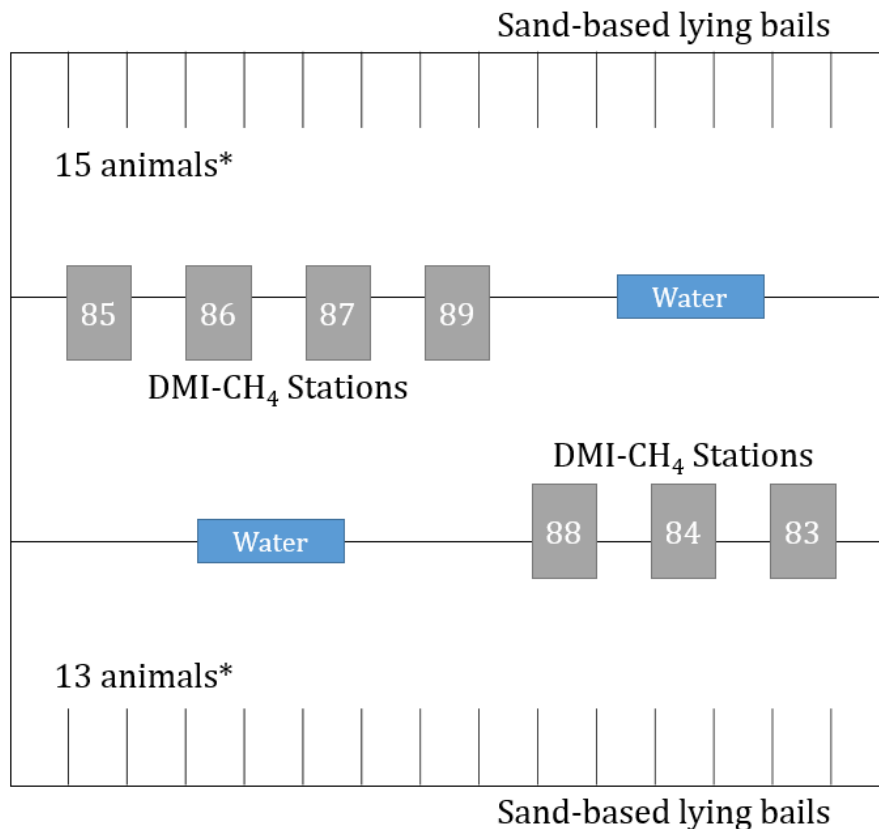 Sand-based lying bails
15 animals*
85 86 87 89 Water
DMI-CH₄ Stations
DMI-CH₄ Stations
88 84 83
Water
13 animals*
Sand-based lying bails